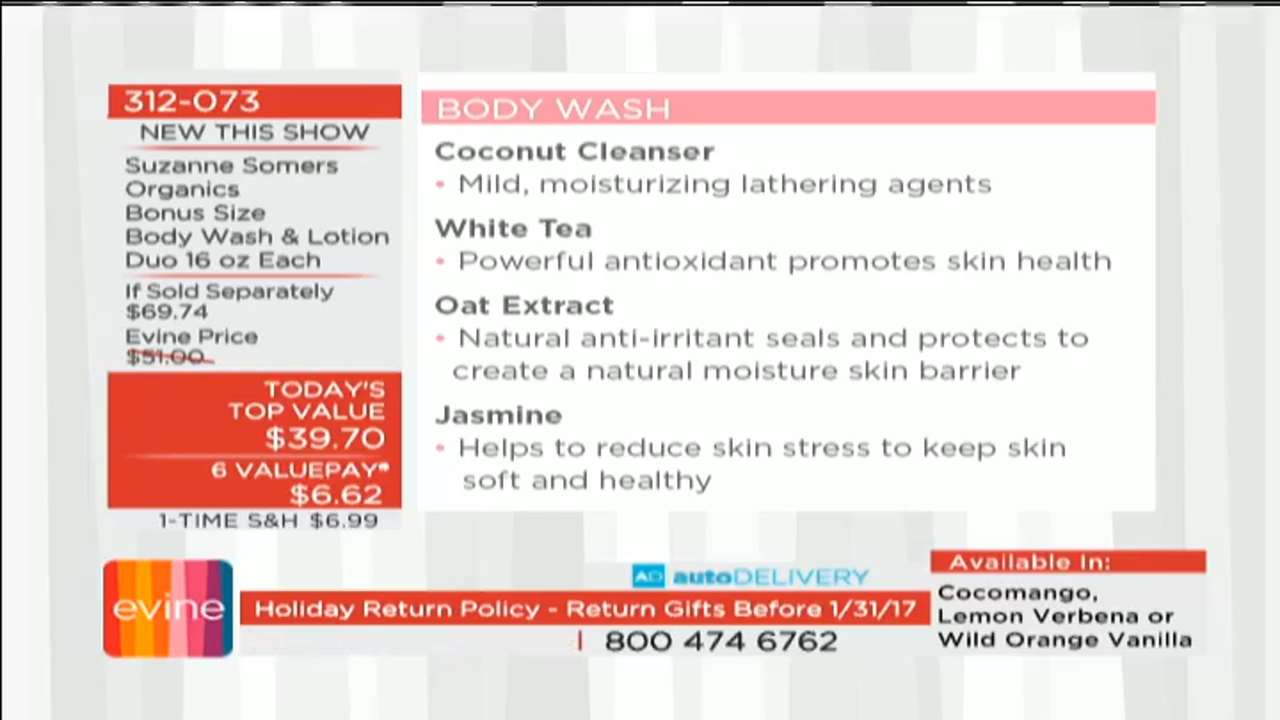 312-073
NEW THIS SHOW
Suzanne Somers
Organics
Bonus Size
Body Wash & Lotion
Duo 16 oz Each
If Sold Separately
$69.74
Evine Price
$51.00
TODAY'S
TOP VALUE
$39.70
6 VALUEPAY®
$6.62
1-TIME S&H $6.99
BODY WASH
Coconut Cleanser
• Mild, moisturizing lathering agents
White Tea
• Powerful antioxidant promotes skin health
Oat Extract
• Natural anti-irritant seals and protects to
create a natural moisture skin barrier
Jasmine
• Helps to reduce skin stress to keep skin
soft and healthy
evine
AD autoDELIVERY
Holiday Return Policy - Return Gifts Before 1/31/17
800 474 6762
Available In:
Cocomango,
Lemon Verbena or
Wild Orange Vanilla